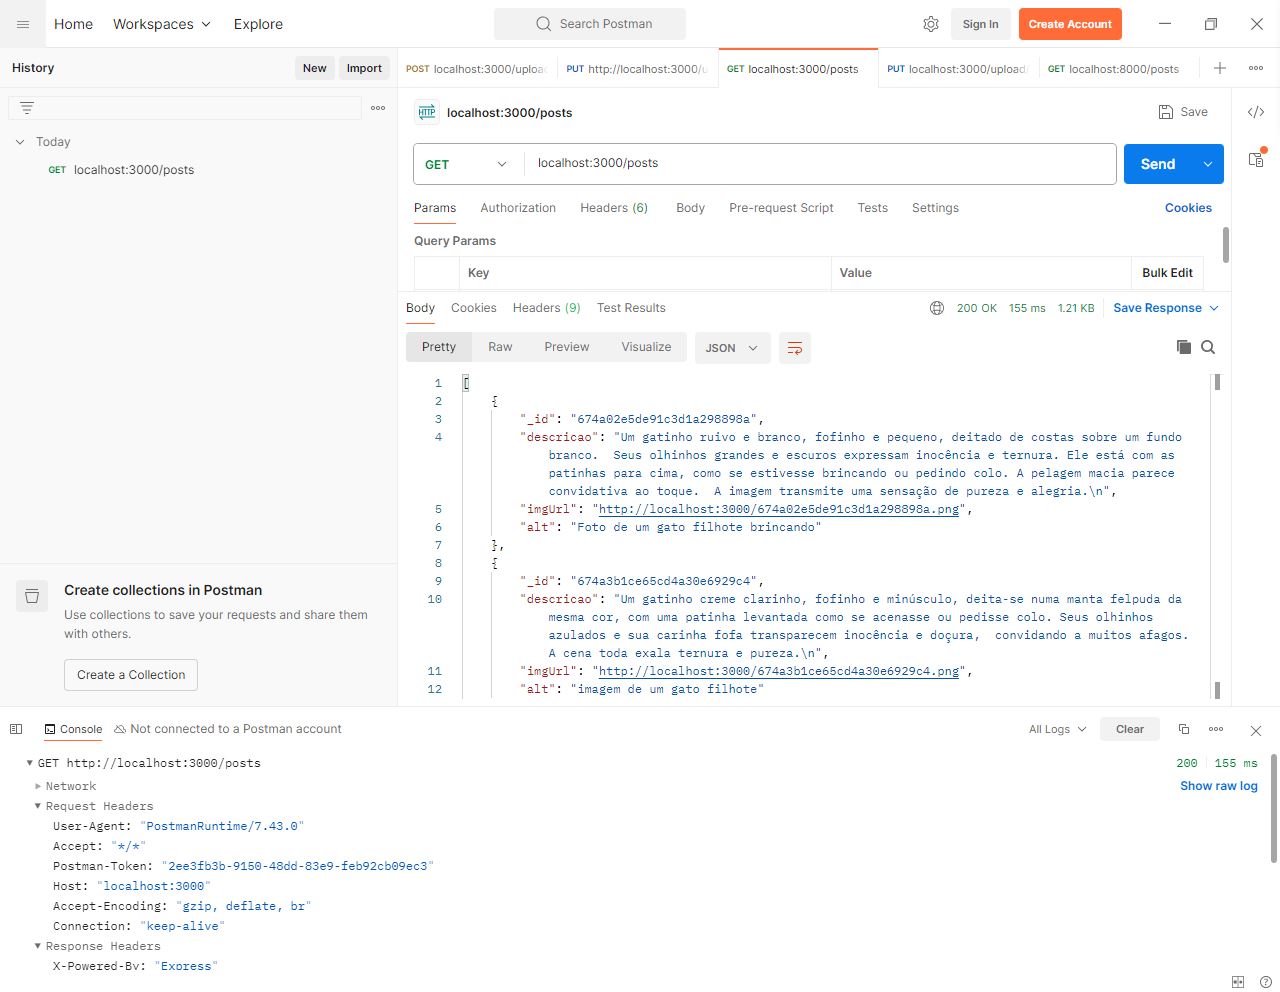 Home Workspaces Explore Search Postman Sign In Create Account
History New Import
POST localhost:3000/upload PUT http://localhost:3000/u GET localhost:3000/posts PUT localhost:3000/upload/ GET localhost:8000/posts
Today
GET localhost:3000/posts
HTTP localhost:3000/posts Save </>
GET localhost:3000/posts Send
Params Authorization Headers (6) Body Pre-request Script Tests Settings Cookies
Query Params
Key Value Bulk Edit
Body Cookies Headers (9) Test Results 200 OK 155 ms 1.21 KB Save Response
Pretty Raw Preview Visualize JSON
1 [
2 {
3 "_id": "674a02e5de91c3d1a298898a",
4 "descricao": "Um gatinho ruivo e branco, fofinho e pequeno, deitado de costas sobre um fundo
branco.  Seus olhinhos grandes e escuros expressam inocência e ternura. Ele está com as
patinhas para cima, como se estivesse brincando ou pedindo colo. A pelagem macia parece
convidativa ao toque.  A imagem transmite uma sensação de pureza e alegria.\n",
5 "imgUrl": "http://localhost:3000/674a02e5de91c3d1a298898a.png",
6 "alt": "Foto de um gato filhote brincando"
7 },
8 {
9 "_id": "674a3b1ce65cd4a30e6929c4",
10 "descricao": "Um gatinho creme clarinho, fofinho e minúsculo, deita-se numa manta felpuda da
mesma cor, com uma patinha levantada como se acenasse ou pedisse colo. Seus olhinhos
azulados e sua carinha fofa transparecem inocência e doçura,  convidando a muitos afagos.
A cena toda exala ternura e pureza.\n",
11 "imgUrl": "http://localhost:3000/674a3b1ce65cd4a30e6929c4.png",
12 "alt": "imagem de um gato filhote"
Create collections in Postman
Use collections to save your requests and share them
with others.
Create a Collection
Console Not connected to a Postman account All Logs Clear
GET http://localhost:3000/posts 200 155 ms
Network Show raw log
Request Headers
User-Agent: "PostmanRuntime/7.43.0"
Accept: "*/*"
Postman-Token: "2ee3fb3b-9150-48dd-83e9-feb92cb09ec3"
Host: "localhost:3000"
Accept-Encoding: "gzip, deflate, br"
Connection: "keep-alive"
Response Headers
X-Powered-By: "Express"